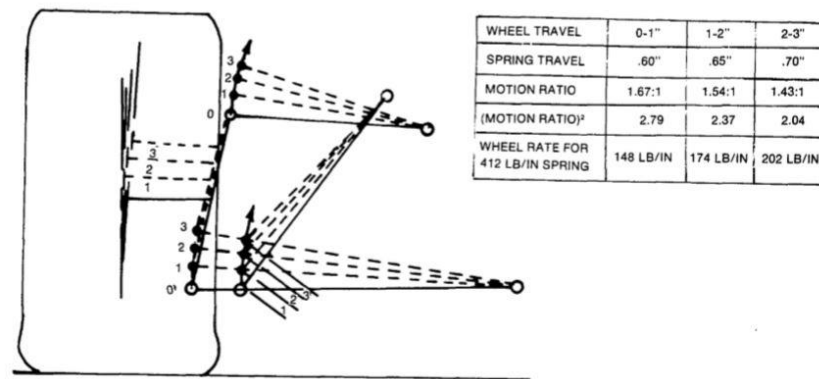 WHEEL TRAVEL 0-1" 1-2" 2-3"
SPRING TRAVEL .60" .65" .70"
MOTION RATIO 1.67:1 1.54:1 1.43:1
(MOTION RATIO)² 2.79 2.37 2.04
WHEEL RATE FOR
412 LB/IN SPRING 148 LB/IN 174 LB/IN 202 LB/IN
3
2
1
0
3
2
1
3
2
1
0'
1
2
3